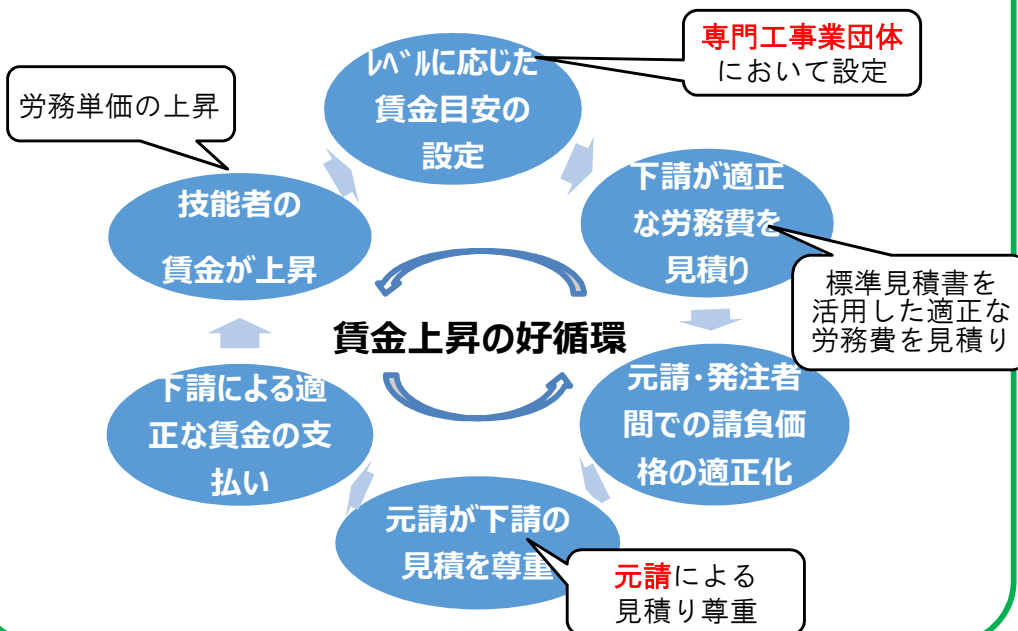 専門工事業団体
において設定
ﾚﾍﾞﾙに応じた
賃金目安の
設定
労務単価の上昇
下請が適正
な労務費を
見積り
技能者の
賃金が上昇
標準見積書を
活用した適正な
労務費を見積り
賃金上昇の好循環
元請・発注者
間での請負価
格の適正化
下請による適
正な賃金の支
払い
元請が下請の
見積を尊重
元請による
見積り尊重